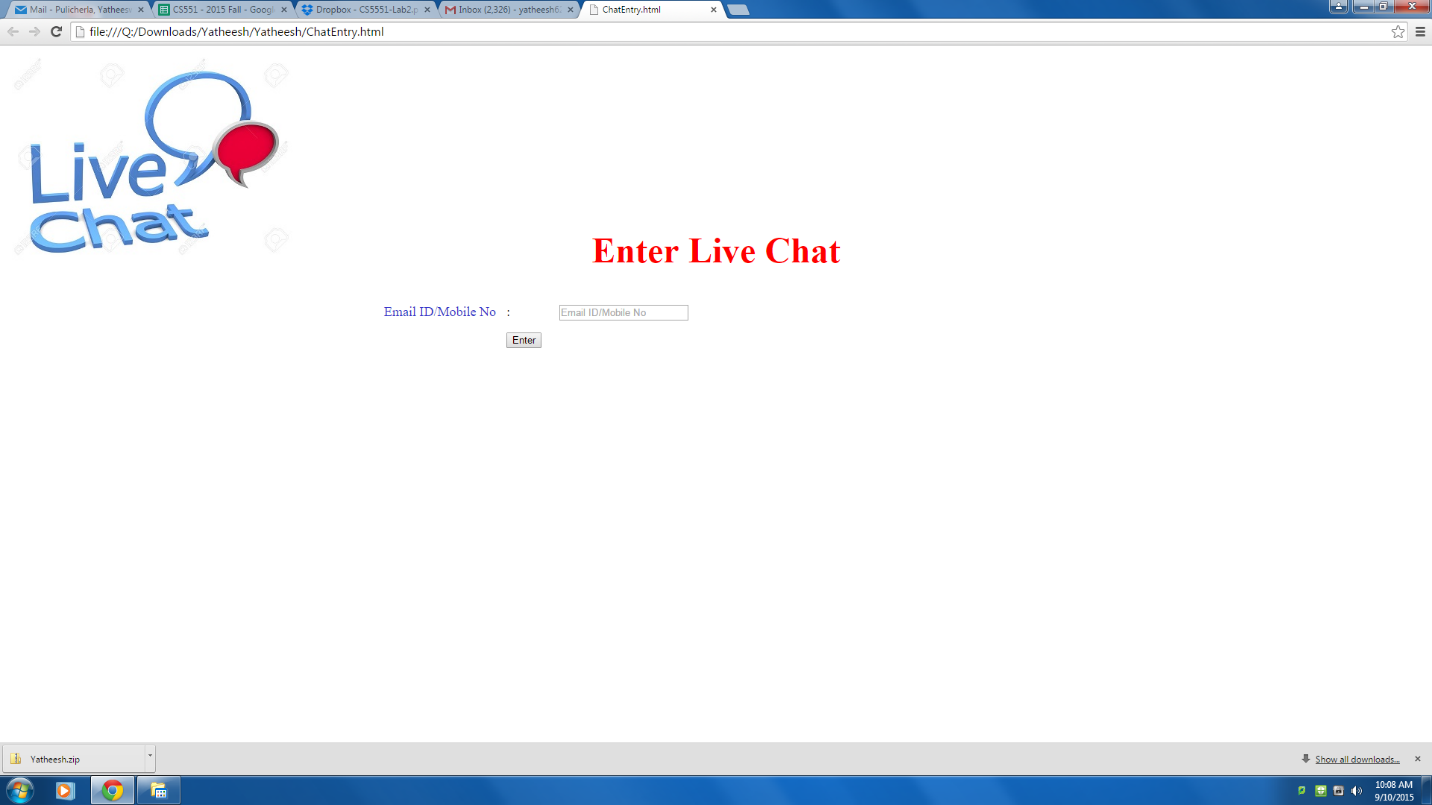 Mail - Pulicherla, Yatheesh
CS551 - 2015 Fall - Googl
Dropbox - CS5551-Lab2.p
Inbox (2,326) - yatheesh6
ChatEntry.html
file:///Q:/Downloads/Yatheesh/Yatheesh/ChatEntry.html
Live
Chat
Enter Live Chat
Email ID/Mobile No :
Email ID/Mobile No
Enter
Yatheesh.zip
Show all downloads...
10:08 AM
9/10/2015